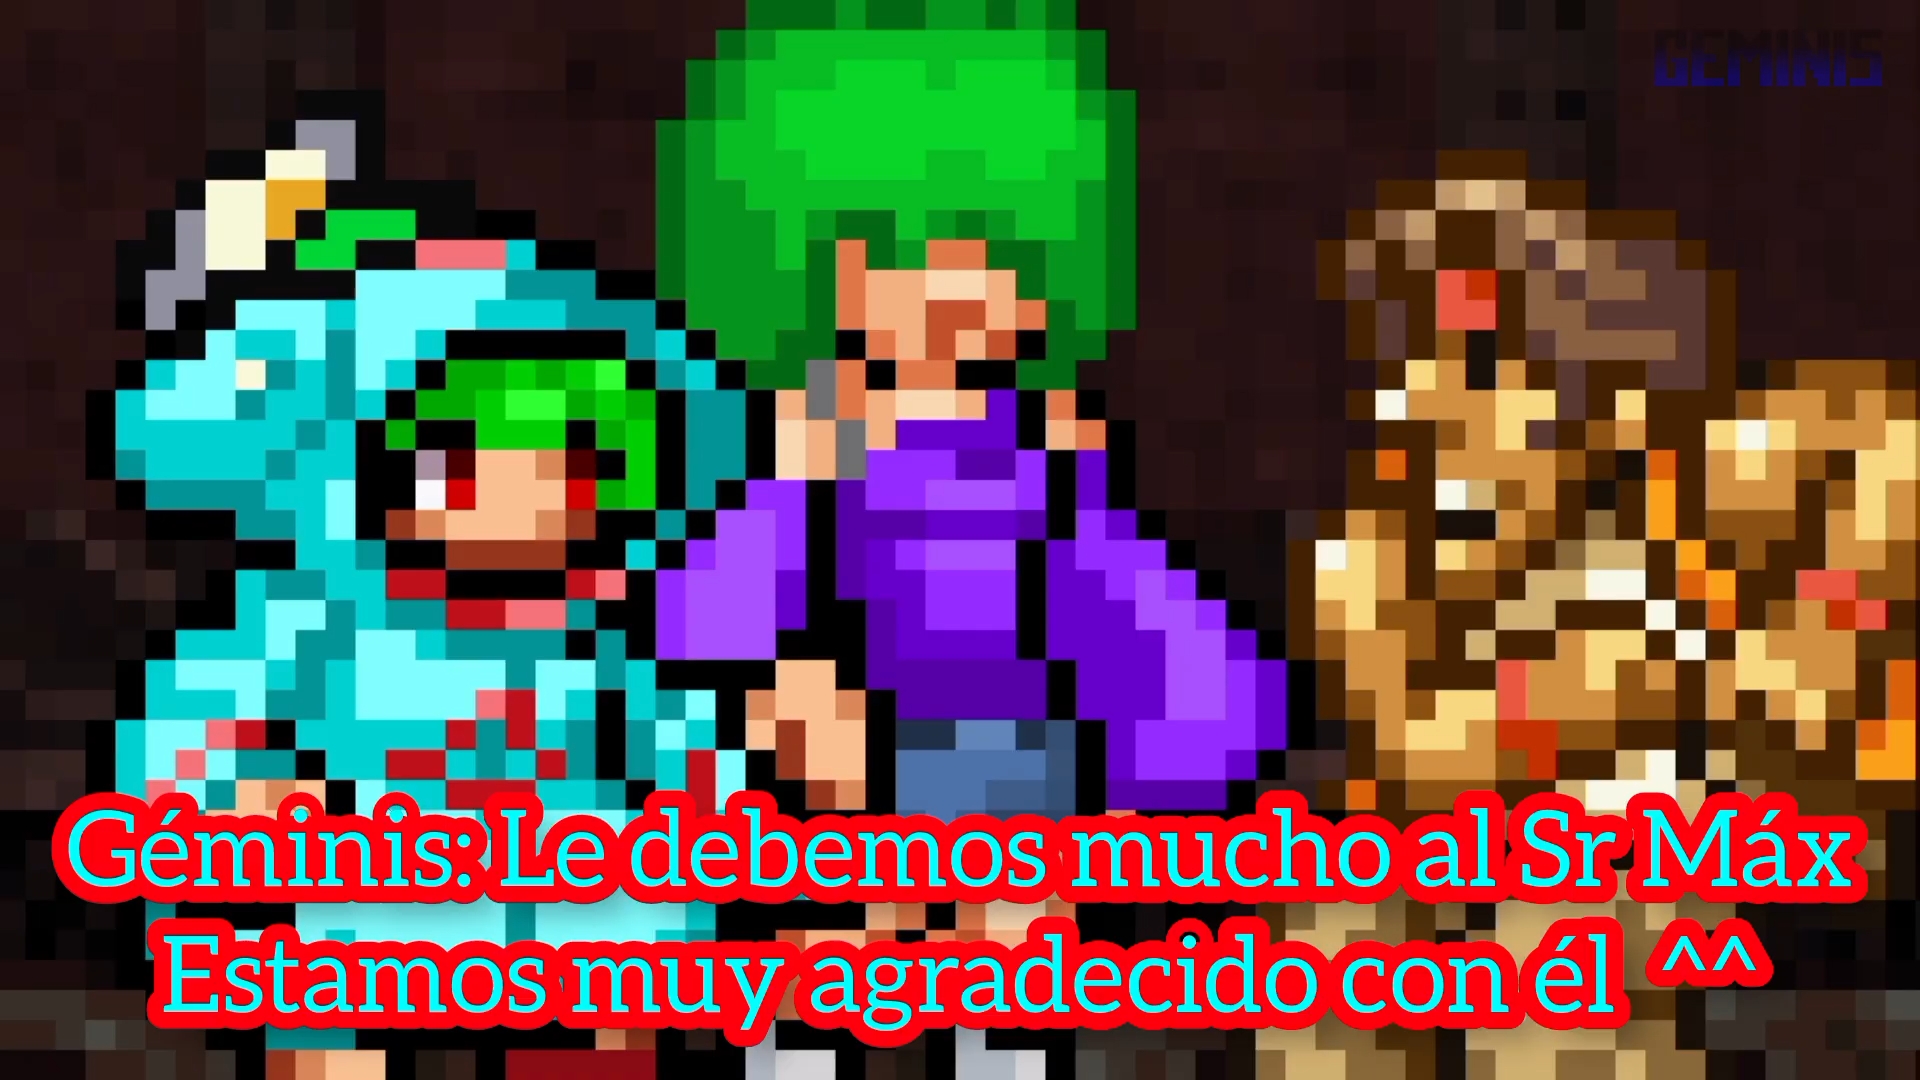 GEMINIS
Géminis: Le debemos mucho al Sr Máx
Estamos muy agradecido con él ^^